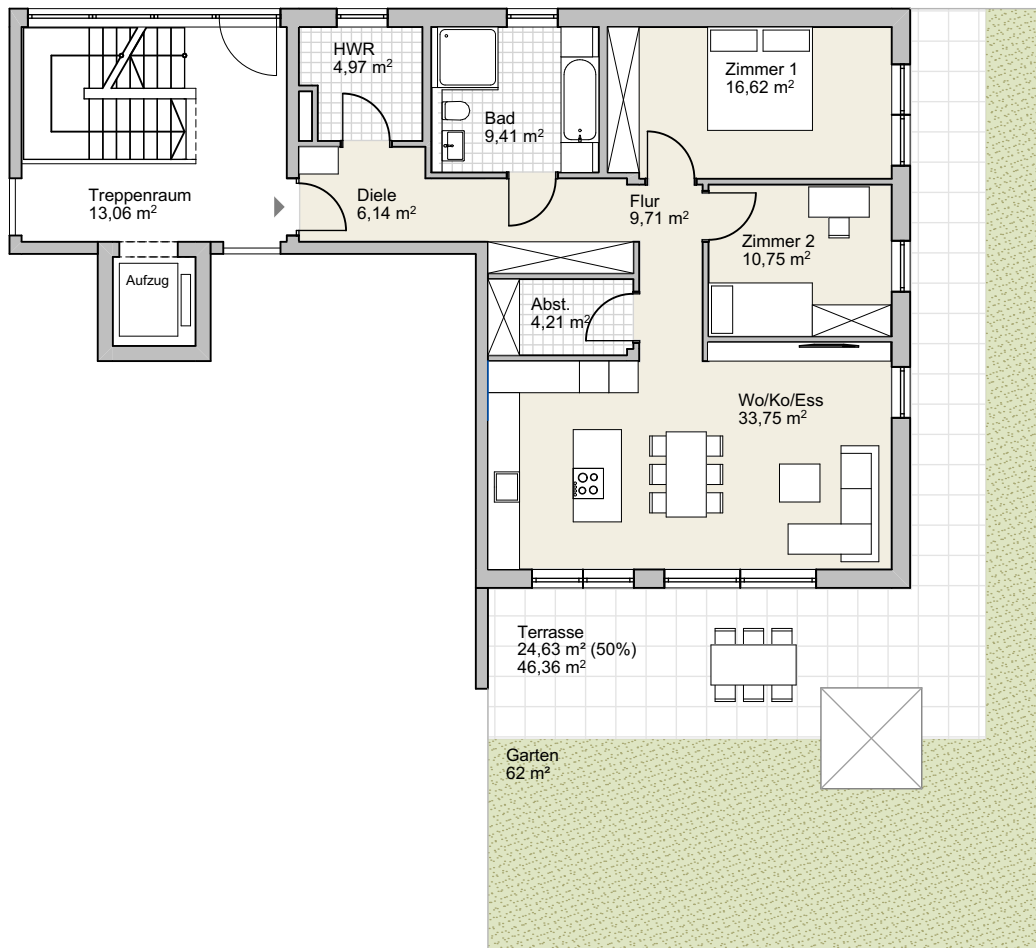 HWR
4,97 m²
Bad
9,41 m²
Zimmer 1
16,62 m²
Treppenraum
13,06 m²
Diele
6,14 m²
Flur
9,71 m²
Zimmer 2
10,75 m²
Aufzug
Abst.
4,21 m²
Wo/Ko/Ess
33,75 m²
Terrasse
24,63 m² (50%)
46,36 m²
Garten
62 m²